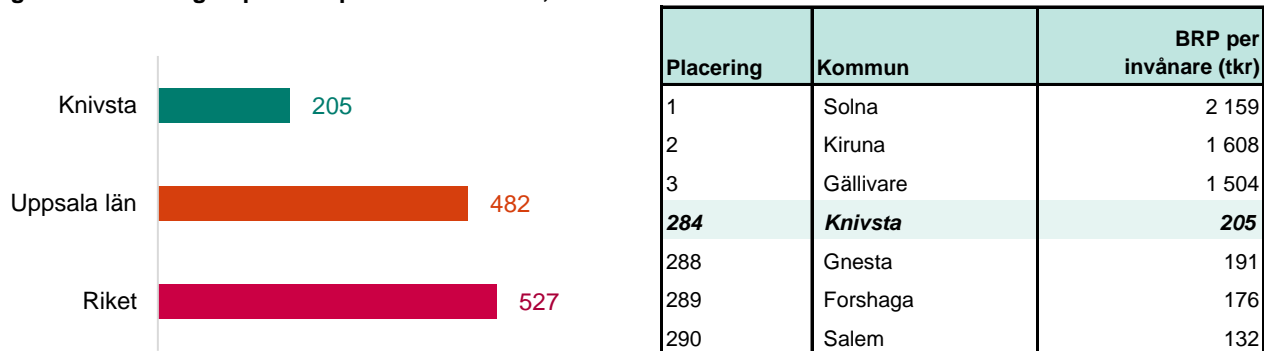 Knivsta 205
Uppsala län 482
Riket 527
Placering Kommun BRP per invånare (tkr)
1 Solna 2 159
2 Kiruna 1 608
3 Gällivare 1 504
284 Knivsta 205
288 Gnesta 191
289 Forshaga 176
290 Salem 132